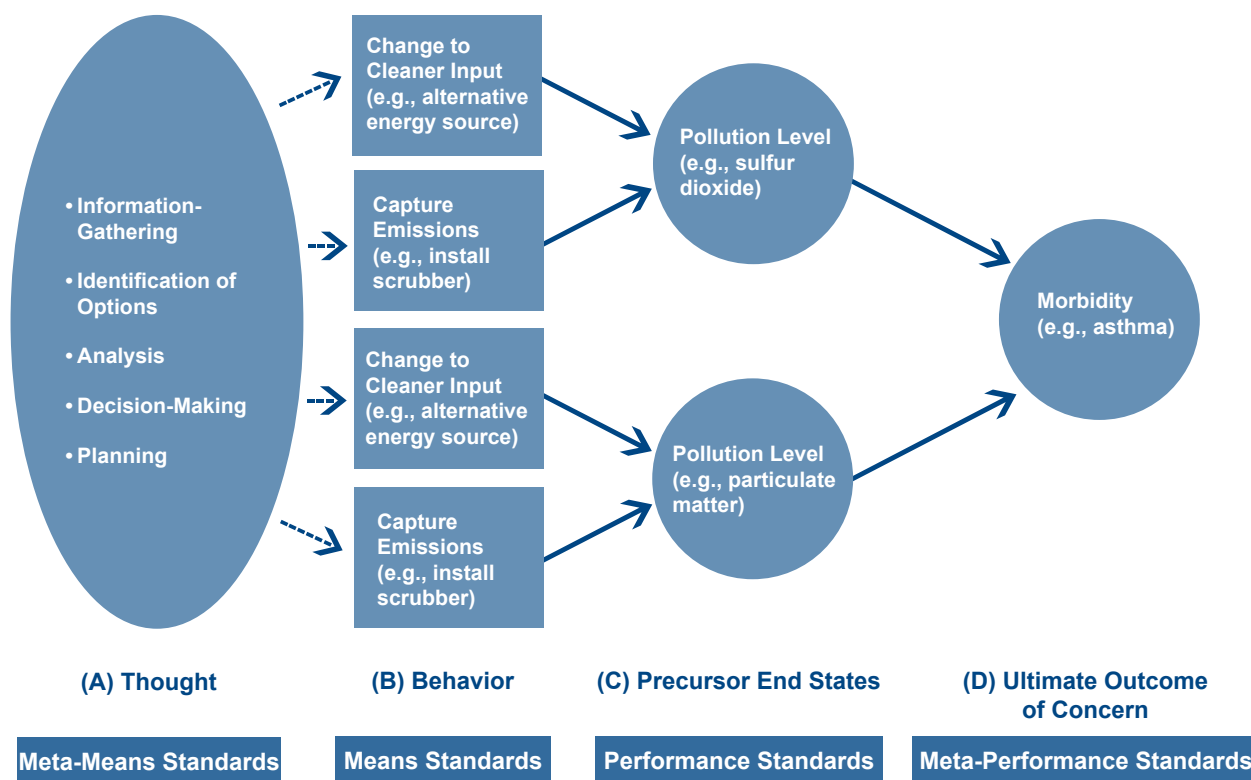 • Information-
Gathering
• Identification of
Options
• Analysis
• Decision-Making
• Planning
Change to
Cleaner Input
(e.g., alternative
energy source)
Capture
Emissions
(e.g., install
scrubber)
Change to
Cleaner Input
(e.g., alternative
energy source)
Capture
Emissions
(e.g., install
scrubber)
Pollution Level
(e.g., sulfur
dioxide)
Pollution Level
(e.g., particulate
matter)
Morbidity
(e.g., asthma)
(A) Thought
(B) Behavior
(C) Precursor End States
(D) Ultimate Outcome
of Concern
Meta-Means Standards
Means Standards
Performance Standards
Meta-Performance Standards